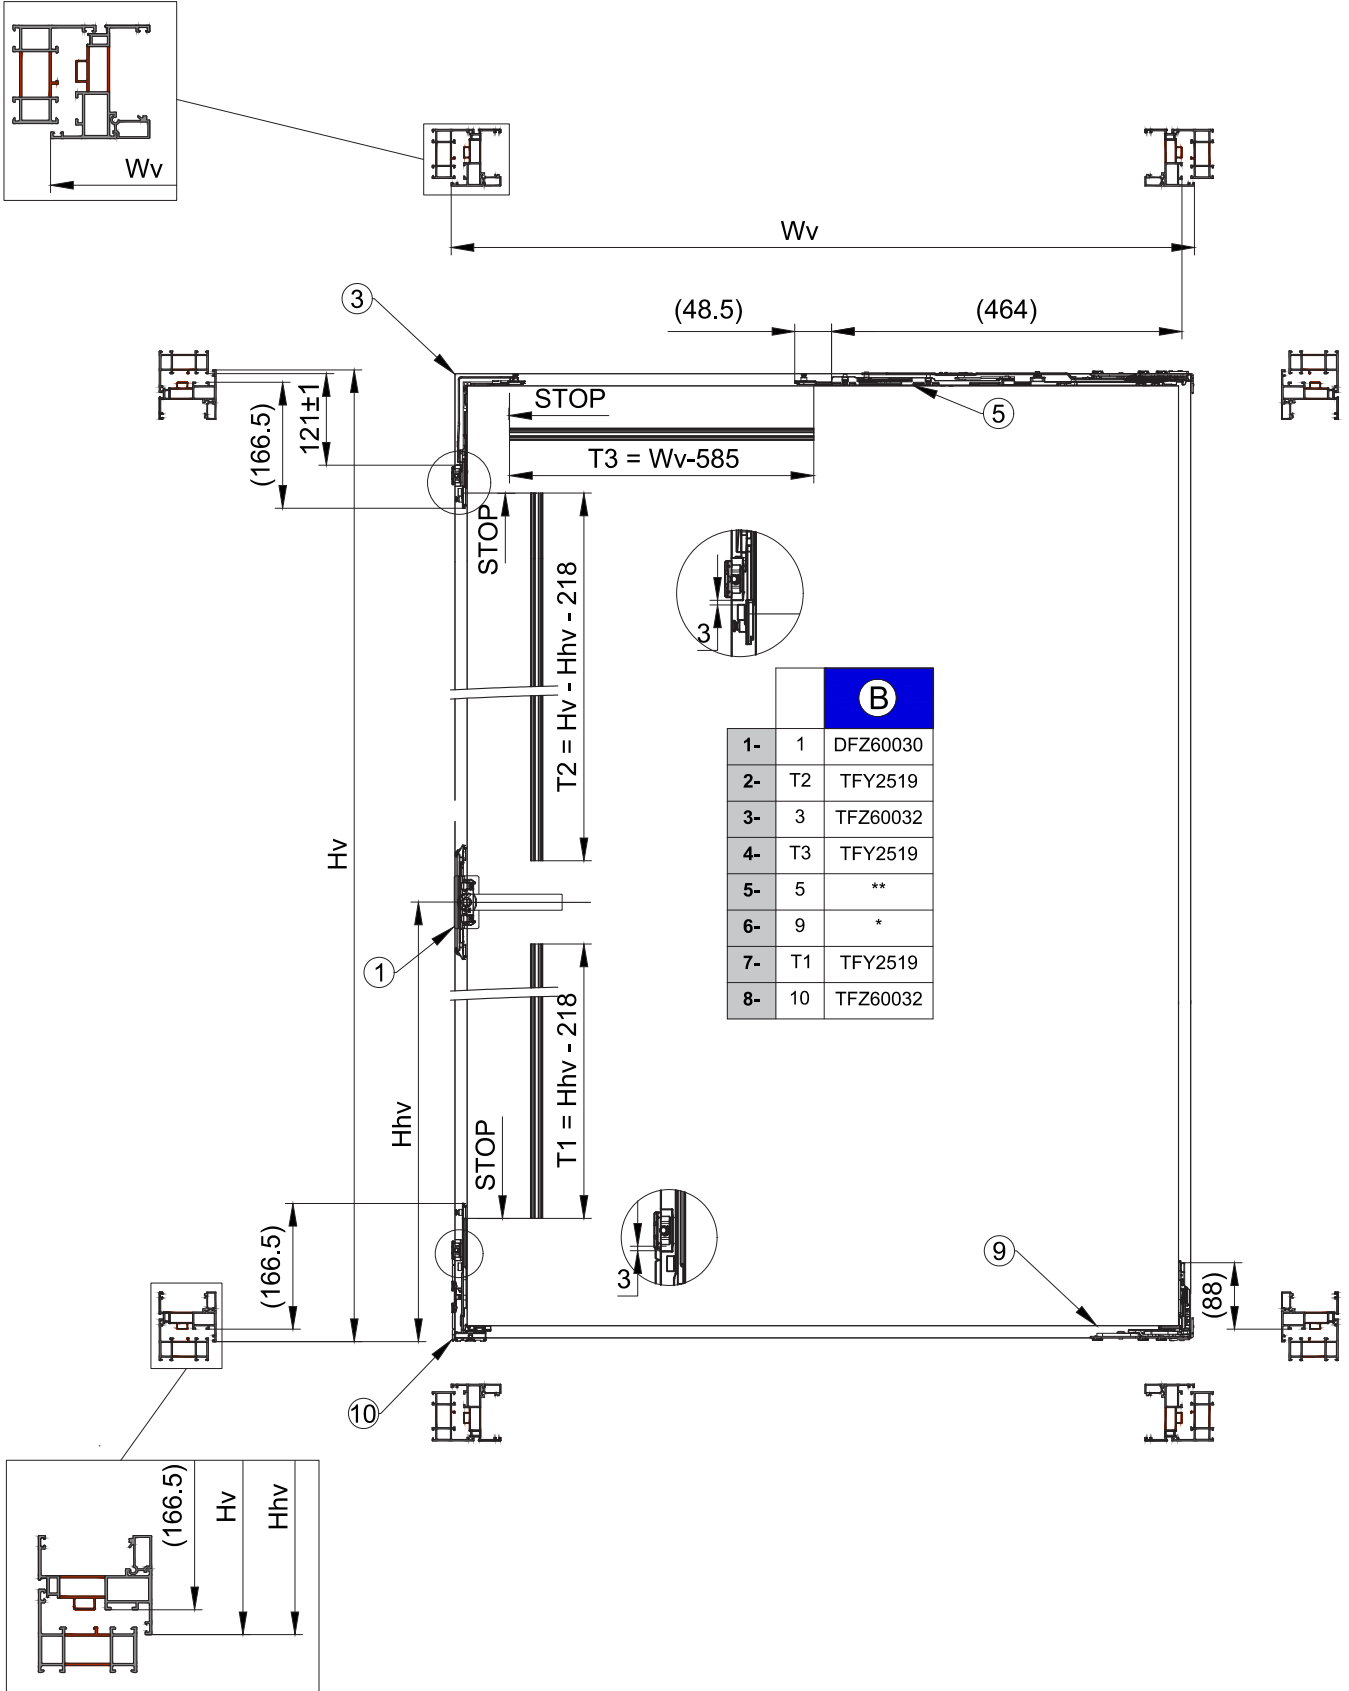 Wv
Wv
3
(48.5)
(464)
(166.5)
121±1
STOP
5
T3 = Wv-585
STOP
T2 = Hv - Hhv - 218
3
B
1- 1 DFZ60030
2- T2 TFY2519
3- 3 TFZ60032
4- T3 TFY2519
5- 5 **
6- 9 *
7- T1 TFY2519
8- 10 TFZ60032
Hv
1
Hhv
T1 = Hhv - 218
STOP
(166.5)
3
9
(88)
10
(166.5)
Hv
Hhv